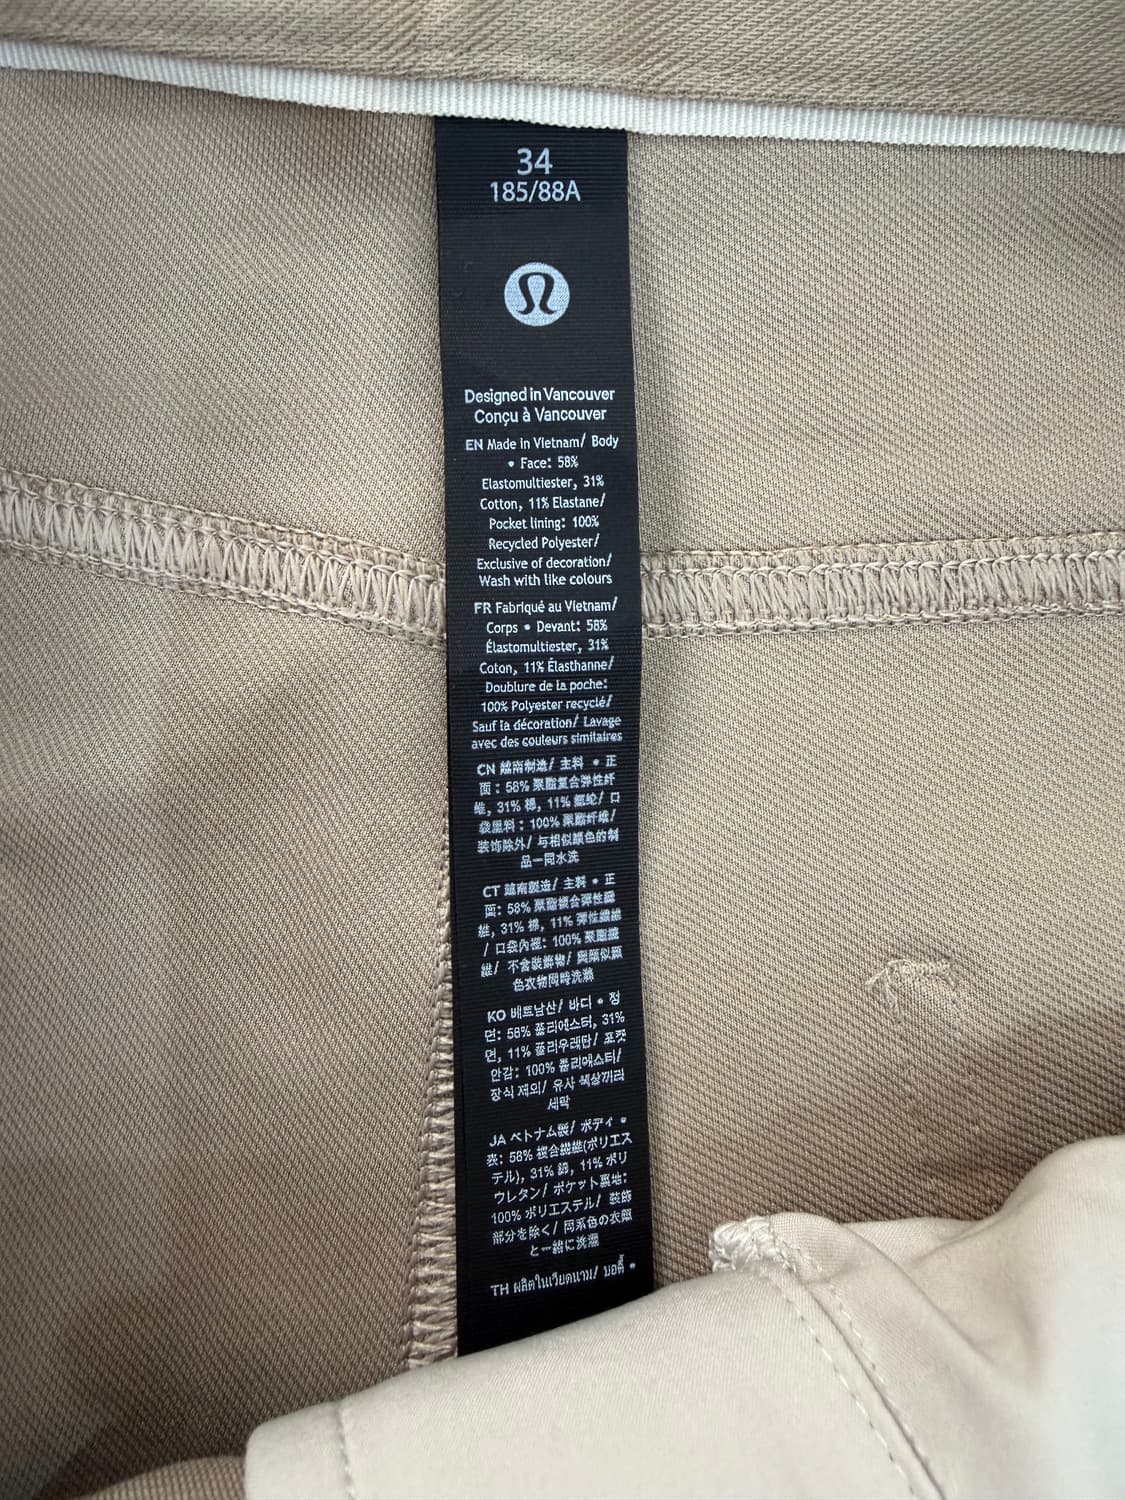 34
185/88A
Designed in Vancouver
Conçu à Vancouver
EN Made in Vietnam/ Body
• Face: 58%
Elastomultiester, 31%
Cotton, 11% Elastane/
Pocket lining: 100%
Recycled Polyester/
Exclusive of decoration/
Wash with like colours
FR Fabriqué au Vietnam/
Corps • Devant: 58%
Élastomultiester, 31%
Coton, 11% Élasthanne/
Doublure de la poche:
100% Polyester recyclé/
Sauf la décoration/ Lavage
avec des couleurs similaires
CN 越南制造/ 主料 • 正
面：58% 聚酯复合弹性纤
维, 31% 棉, 11% 氨纶/ 口
袋里料：100% 聚酯纤维/
装饰除外/ 与相似颜色的制
品一同水洗
CT 越南製造/ 主料 • 正
面: 58% 聚酯複合彈性纖
維, 31% 棉, 11% 彈性纖維
/ 口袋內裡: 100% 聚酯纖
維/ 不含裝飾物/ 與類似顏
色衣物同時洗滌
KO 베트남산/ 바디 • 정
면: 58% 폴리에스터, 31%
면, 11% 폴리우레탄/ 포켓
안감: 100% 폴리에스터/
장식 제외/ 유사 색상끼리
세탁
JA ベトナム製/ ボディ •
表: 58% 複合繊維(ポリエス
テル), 31% 綿, 11% ポリ
ウレタン/ ポケット裏地:
100% ポリエステル/ 装飾
部分を除く/ 同系色の衣類
と一緒に洗濯
TH ผลิตในเวียดนาม/ บอดี้ •